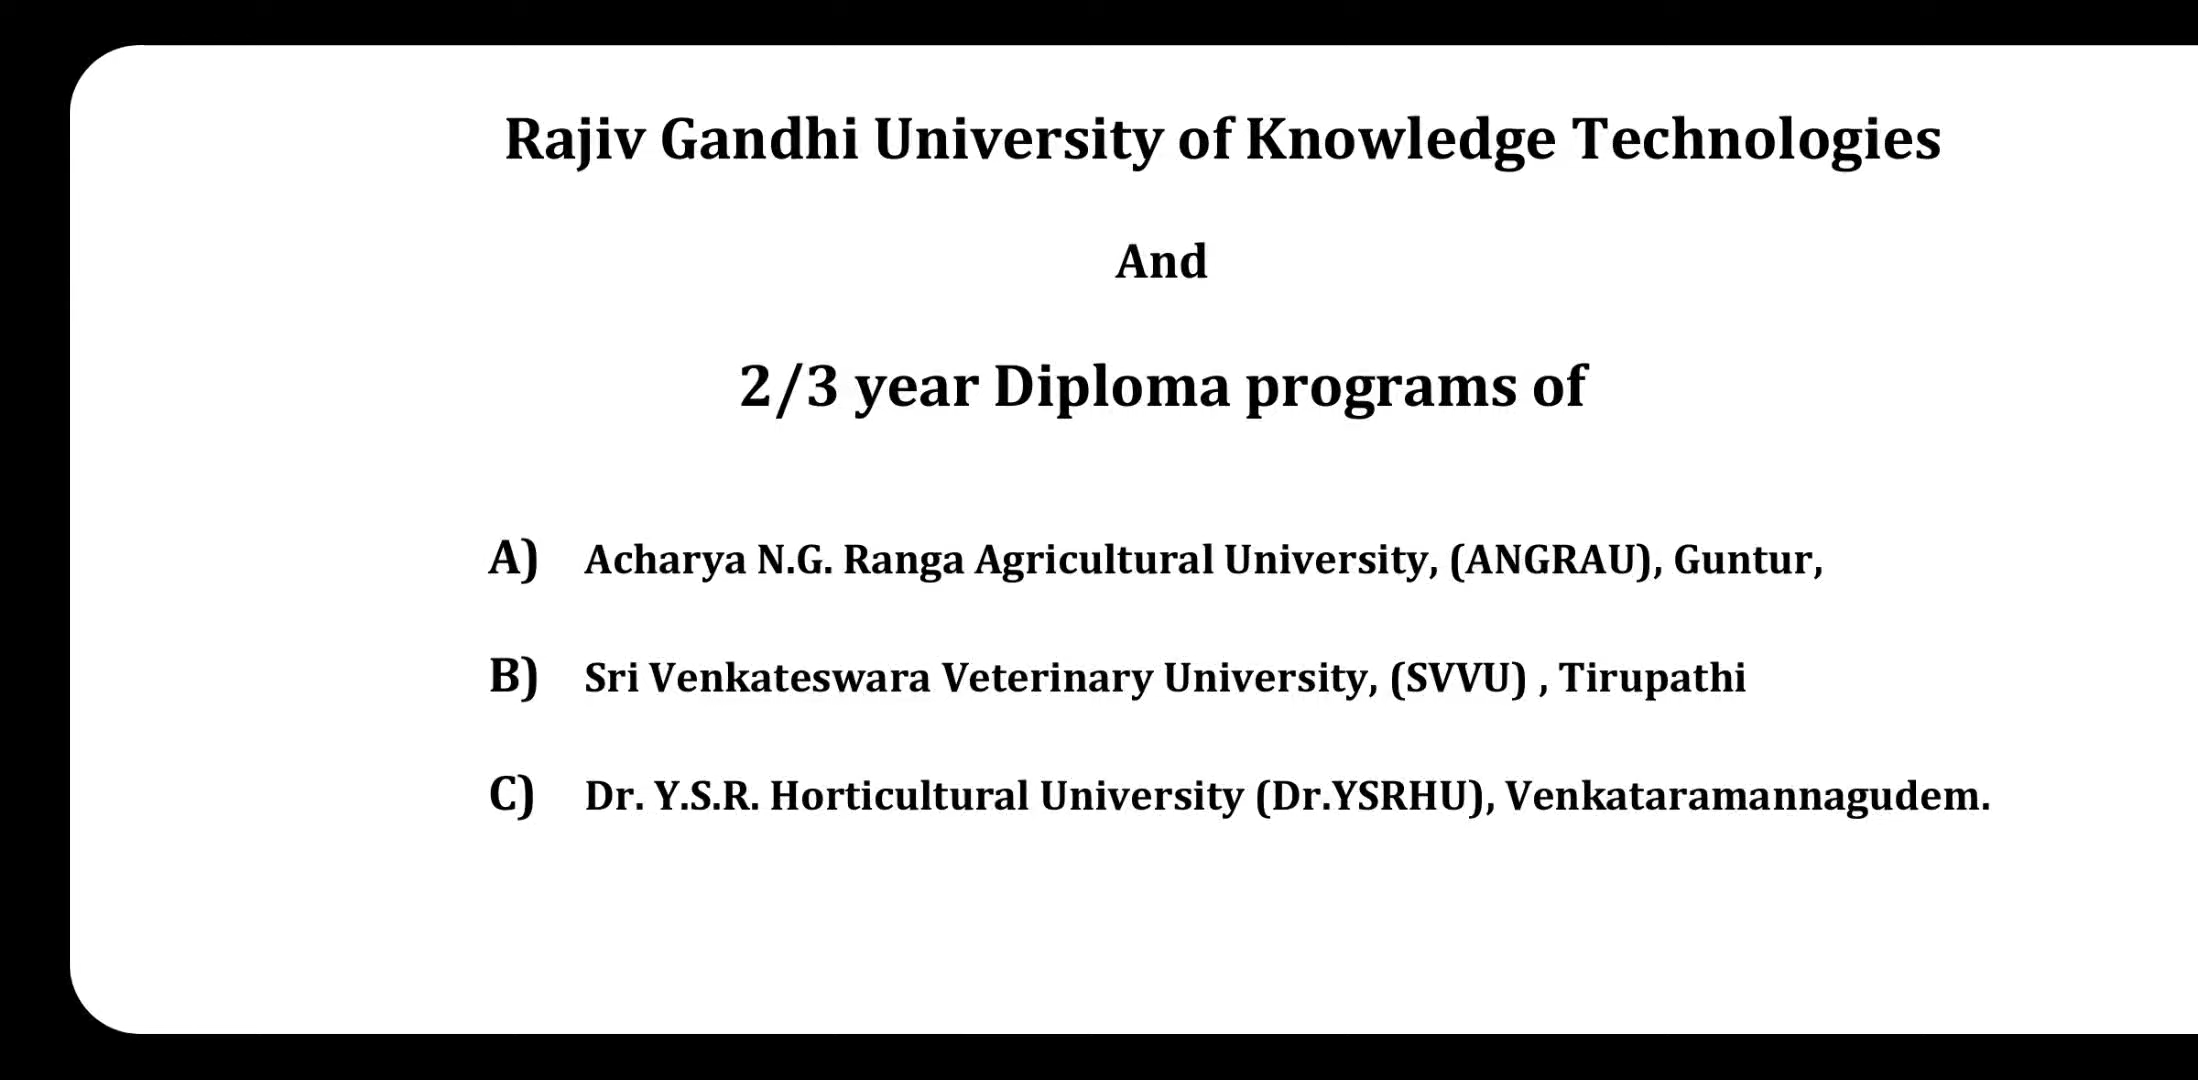 Rajiv Gandhi University of Knowledge Technologies
And
2/3 year Diploma programs of
A) Acharya N.G. Ranga Agricultural University, (ANGRAU), Guntur,
B) Sri Venkateswara Veterinary University, (SVVU) , Tirupathi
C) Dr. Y.S.R. Horticultural University (Dr.YSRHU), Venkataramannagudem.